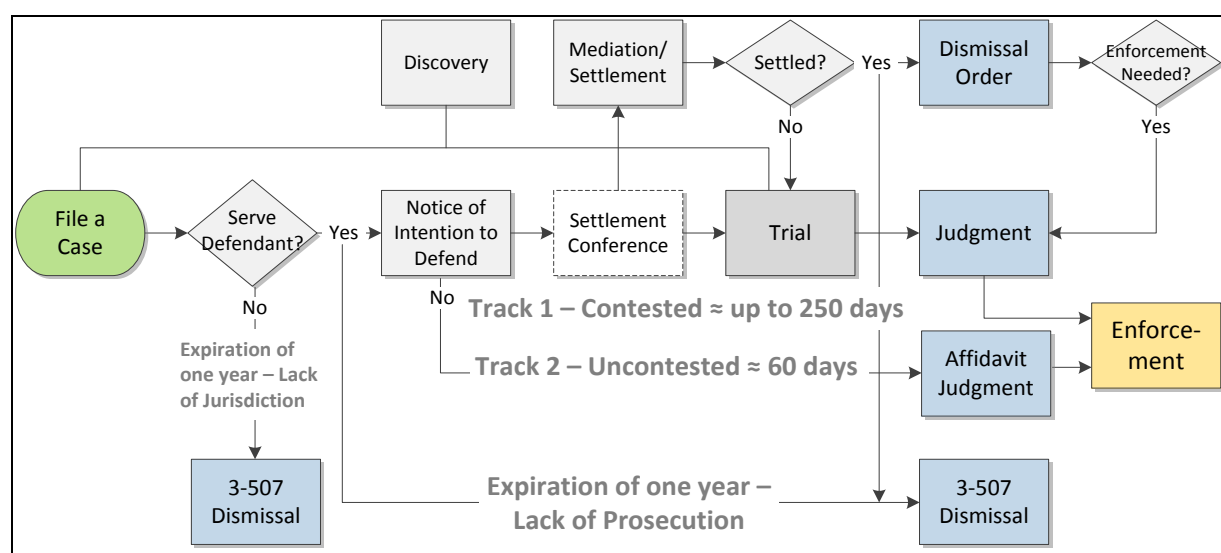 Discovery
Mediation/
Settlement
Settled?
Yes
Dismissal
Order
Enforcement
Needed?
No
Yes
File a
Case
Serve
Defendant?
Yes
Notice of
Intention to
Defend
Settlement
Conference
Trial
Judgment
No
No
Track 1 – Contested ≈ up to 250 days
Expiration of
one year – Lack
of Jurisdiction
Track 2 – Uncontested ≈ 60 days
Affidavit
Judgment
Enforce-
ment
3-507
Dismissal
Expiration of one year –
Lack of Prosecution
3-507
Dismissal